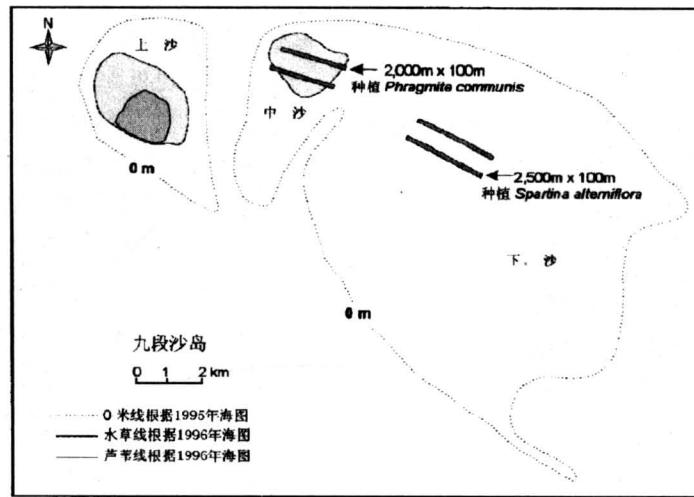 N
上 沙
2,000m x 100m
种植 Phragmite communis
中 沙
0 m
2,500m x 100m
种植 Spartina alterniflora
下. 沙
0 m
九段沙岛
0 1 2 km
0 米线根据1995年海图
水草线根据1996年海图
芦苇线根据1996年海图